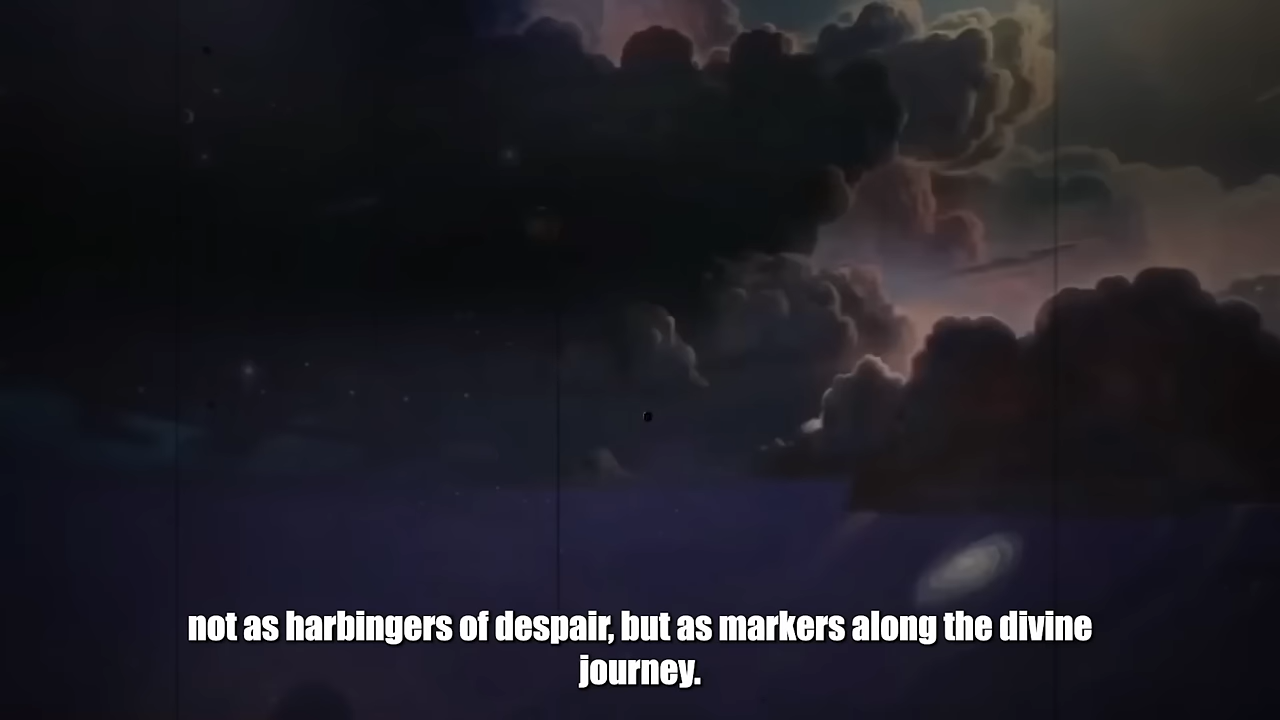 not as harbingers of despair, but as markers along the divine
journey.